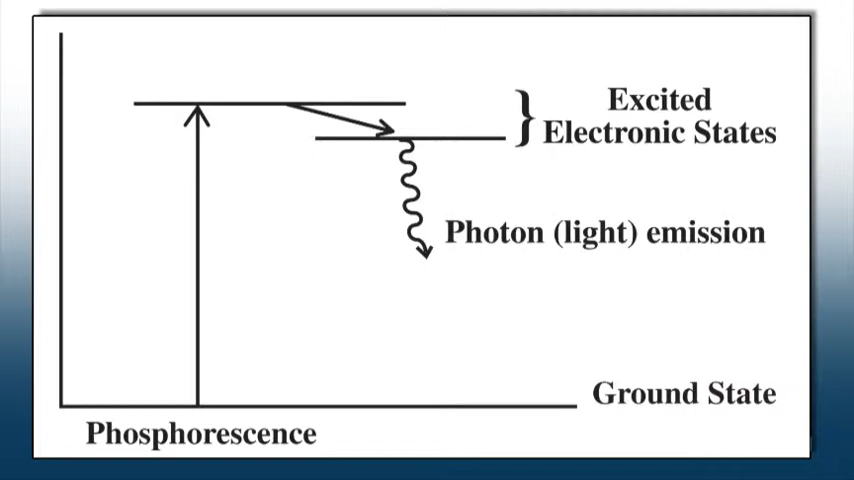 Excited
Electronic States
Photon (light) emission
Ground State
Phosphorescence